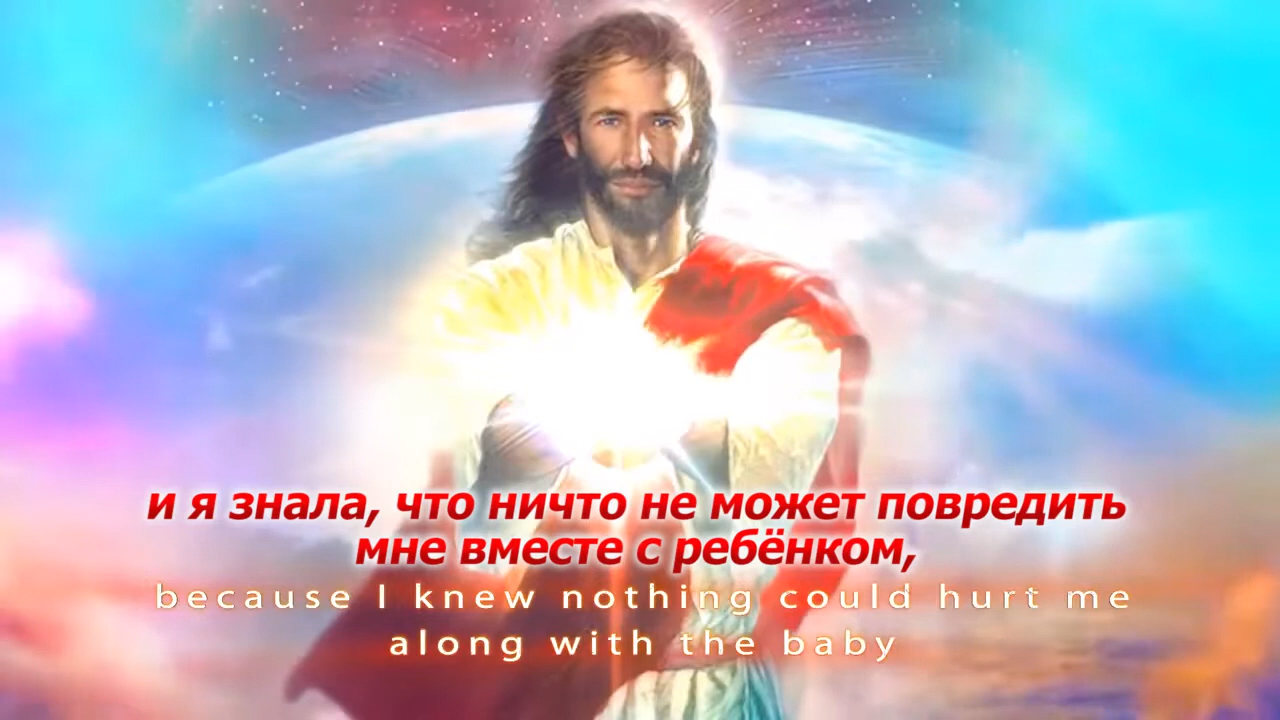 и я знала, что ничто не может повредить
мне вместе с ребёнком,
because I knew nothing could hurt me
along with the baby